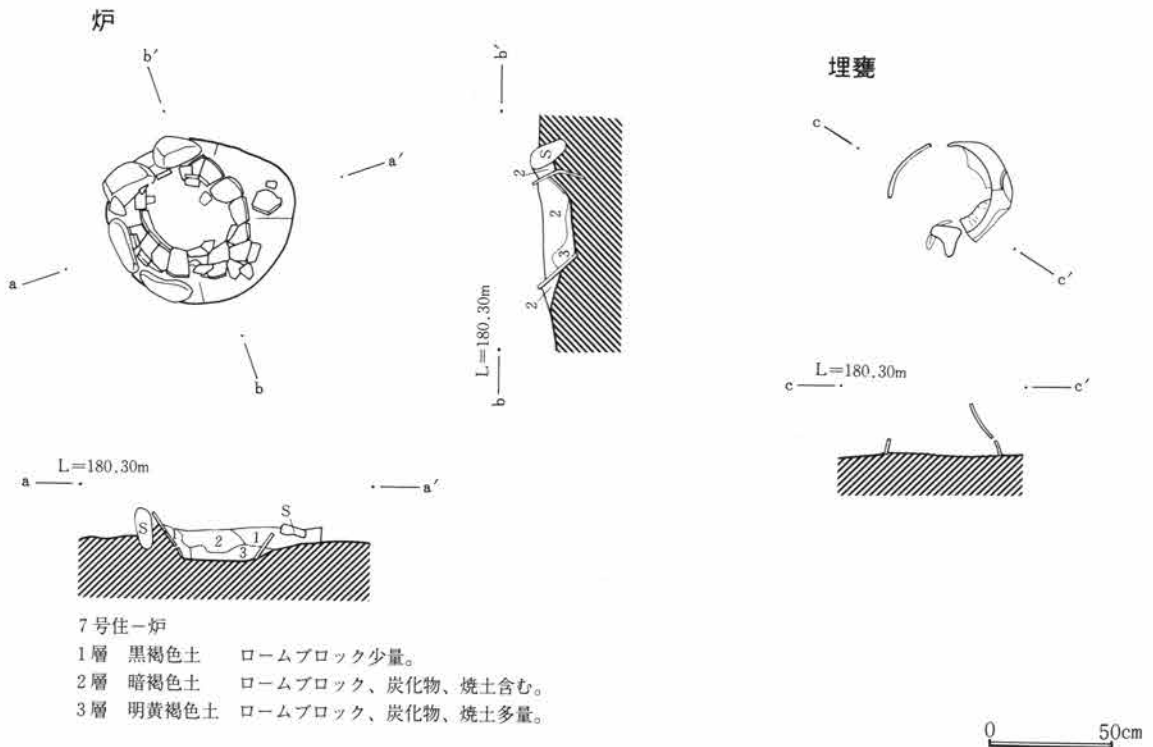 炉
b′
a′
a
b
b′
S
2
2
3
2
L=180.30m
b
埋甕
c
c′
L=180.30m
c
c′
L=180.30m
a
a′
S
S
1
2
1
3
7号住-炉
1層 黒褐色土 ロームブロック少量。
2層 暗褐色土 ロームブロック、炭化物、焼土含む。
3層 明黄褐色土 ロームブロック、炭化物、焼土多量。
0 50cm